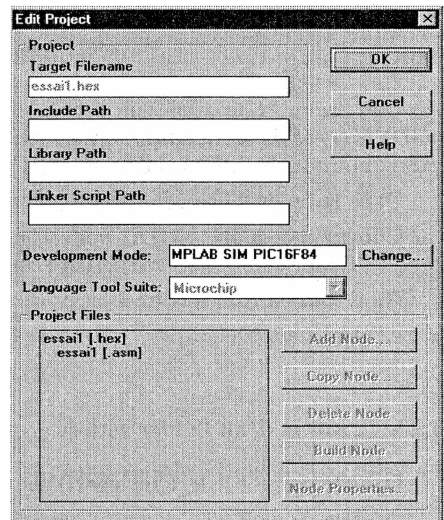 Edit Project
Project
Target Filename
essai1.hex
Include Path
Library Path
Linker Script Path
OK
Cancel
Help
Development Mode: MPLAB SIM PIC16F84 Change...
Language Tool Suite: Microchip
Project Files
essai1 [.hex]
essai1 [.asm]
Add Node...
Copy Node...
Delete Node
Build Node
Node Properties...